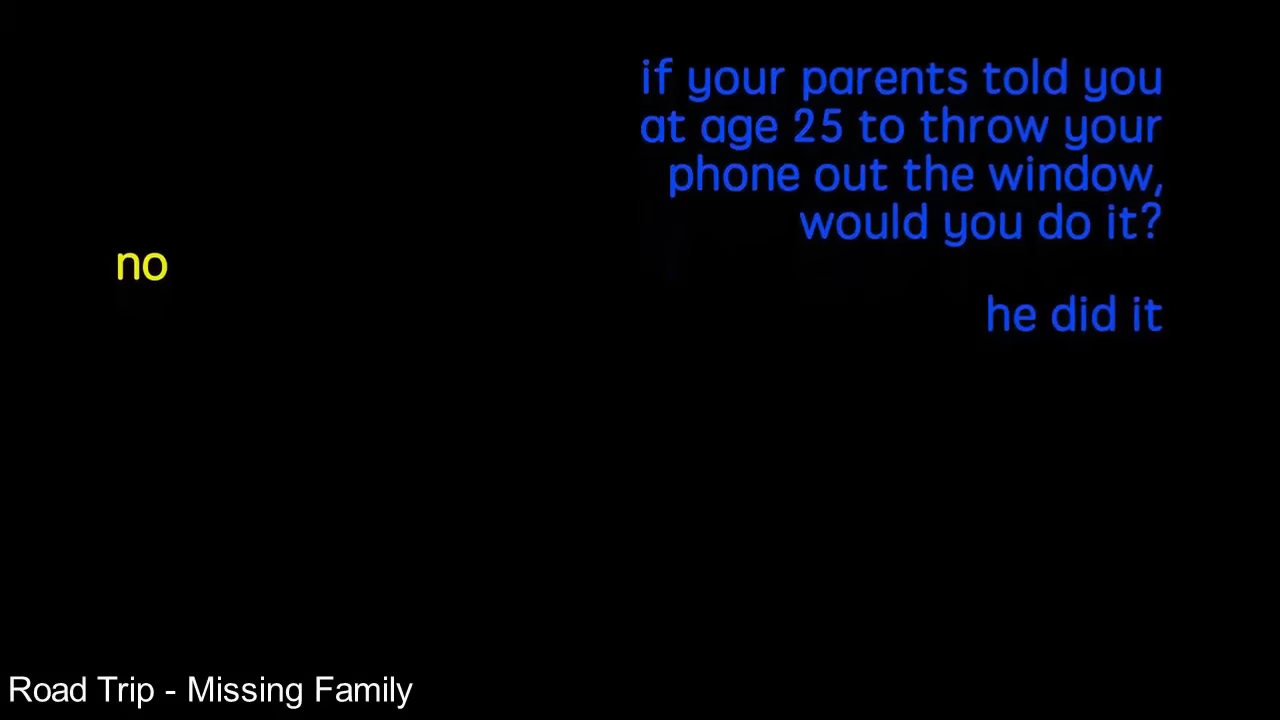 if your parents told you
at age 25 to throw your
phone out the window,
would you do it?
no
he did it
Road Trip - Missing Family